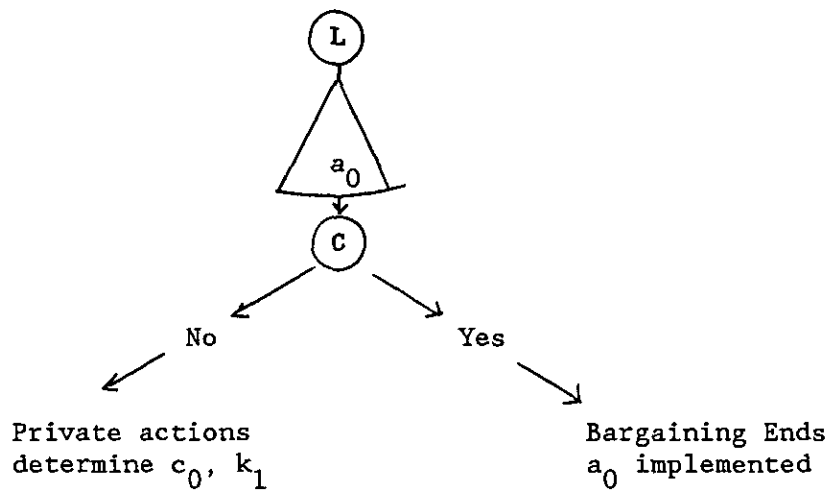 L
a₀
C
No
Yes
Private actions
determine c₀, k₁
Bargaining Ends
a₀ implemented